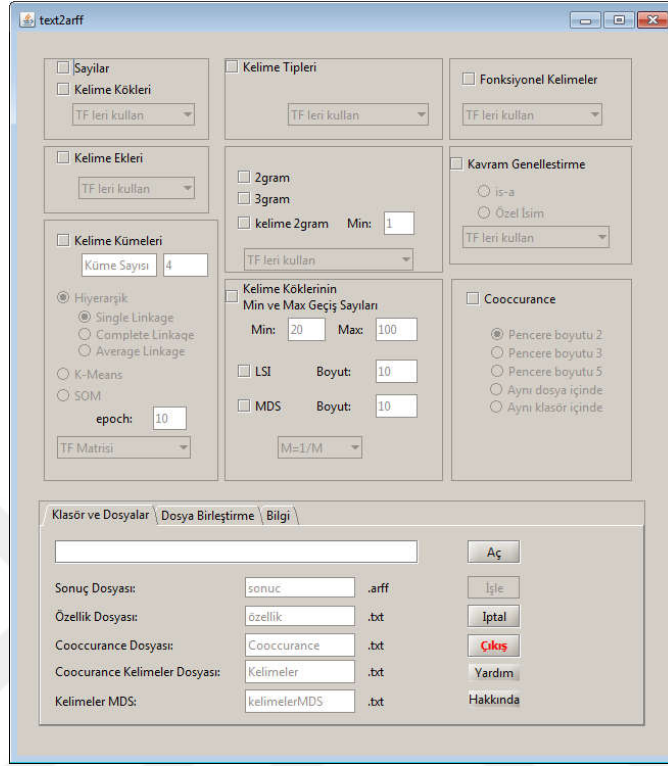 text2arff
Sayilar
Kelime Kökleri
TF leri kullan
Kelime Tipleri
TF leri kullan
Fonksiyonel Kelimeler
TF leri kullan
Kelime Ekleri
TF leri kullan
2gram
3gram
kelime 2gram Min: 1
TF leri kullan
Kavram Genellestirme
is-a
Özel İsim
TF leri kullan
Kelime Kümeleri
Küme Sayısı 4
Hiyerarşik
Single Linkage
Complete Linkage
Average Linkage
K-Means
SOM
epoch: 10
TF Matrisi
Kelime Köklerinin
Min ve Max Geçiş Sayıları
Min: 20 Max: 100
LSI Boyut: 10
MDS Boyut: 10
M=1/M
Cooccurance
Pencere boyutu 2
Pencere boyutu 3
Pencere boyutu 5
Aynı dosya içinde
Aynı klasör içinde
Klasör ve Dosyalar Dosya Birleştirme Bilgi
Aç
Sonuç Dosyası: sonuc .arff İşle
Özellik Dosyası: özellik .txt Iptal
Cooccurance Dosyası: Cooccurance .txt Çıkış
Coocurance Kelimeler Dosyası: Kelimeler .txt Yardım
Kelimeler MDS: kelimelerMDS .txt Hakkında